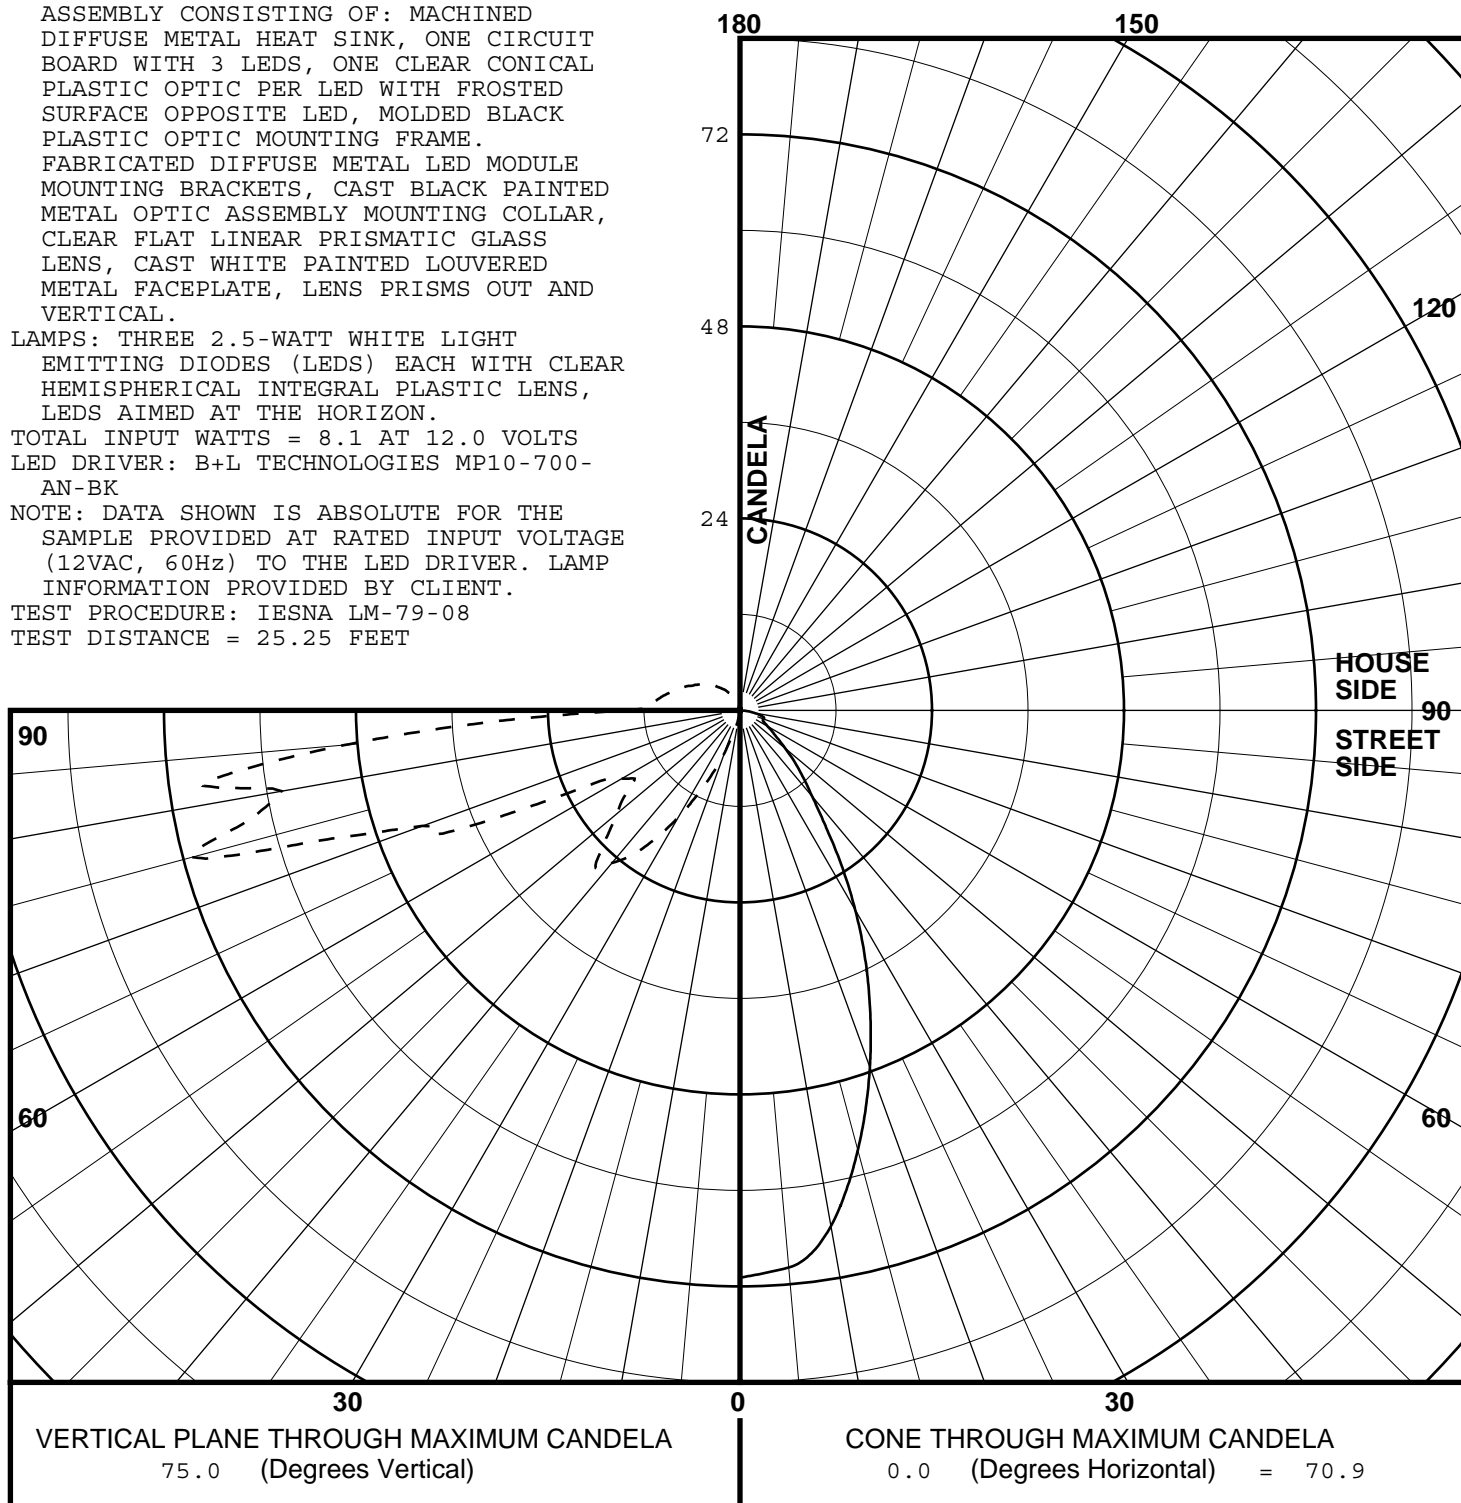 ASSEMBLY CONSISTING OF: MACHINED
DIFFUSE METAL HEAT SINK, ONE CIRCUIT
BOARD WITH 3 LEDS, ONE CLEAR CONICAL
PLASTIC OPTIC PER LED WITH FROSTED
SURFACE OPPOSITE LED, MOLDED BLACK
PLASTIC OPTIC MOUNTING FRAME.
FABRICATED DIFFUSE METAL LED MODULE
MOUNTING BRACKETS, CAST BLACK PAINTED
METAL OPTIC ASSEMBLY MOUNTING COLLAR,
CLEAR FLAT LINEAR PRISMATIC GLASS
LENS, CAST WHITE PAINTED LOUVERED
METAL FACEPLATE, LENS PRISMS OUT AND
VERTICAL.
LAMPS: THREE 2.5-WATT WHITE LIGHT
EMITTING DIODES (LEDS) EACH WITH CLEAR
HEMISPHERICAL INTEGRAL PLASTIC LENS,
LEDS AIMED AT THE HORIZON.
TOTAL INPUT WATTS = 8.1 AT 12.0 VOLTS
LED DRIVER: B+L TECHNOLOGIES MP10-700-
AN-BK
NOTE: DATA SHOWN IS ABSOLUTE FOR THE
SAMPLE PROVIDED AT RATED INPUT VOLTAGE
(12VAC, 60Hz) TO THE LED DRIVER. LAMP
INFORMATION PROVIDED BY CLIENT.
TEST PROCEDURE: IESNA LM-79-08
TEST DISTANCE = 25.25 FEET
180
150
72
120
48
CANDELA
24
HOUSE
SIDE
90
90
STREET
SIDE
60
60
30
0
30
VERTICAL PLANE THROUGH MAXIMUM CANDELA
75.0 (Degrees Vertical)
CONE THROUGH MAXIMUM CANDELA
0.0 (Degrees Horizontal) = 70.9